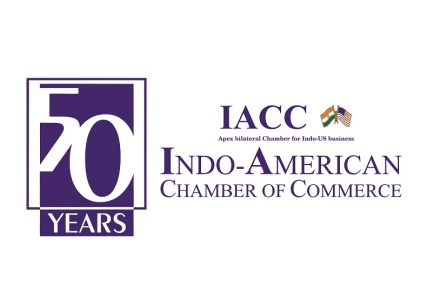 50
YEARS
IACC
Apex bilateral Chamber for Indo-US business
INDO-AMERICAN
CHAMBER OF COMMERCE